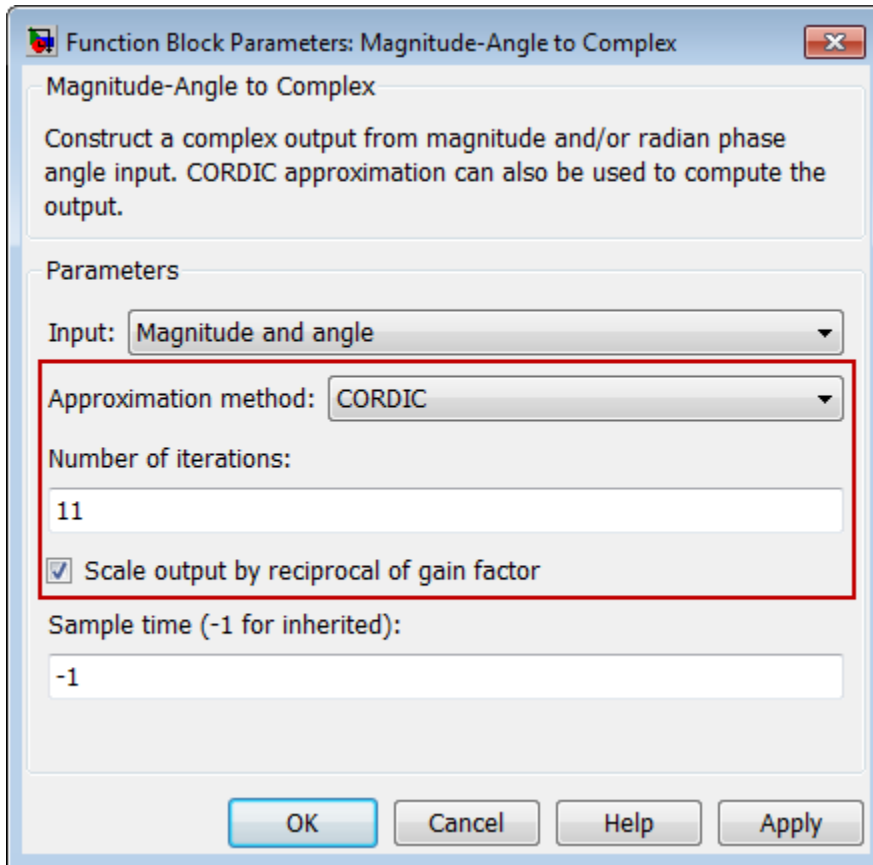 Function Block Parameters: Magnitude-Angle to Complex
Magnitude-Angle to Complex
Construct a complex output from magnitude and/or radian phase
angle input. CORDIC approximation can also be used to compute the
output.
Parameters
Input: Magnitude and angle
Approximation method: CORDIC
Number of iterations:
11
Scale output by reciprocal of gain factor
Sample time (-1 for inherited):
-1
OK Cancel Help Apply